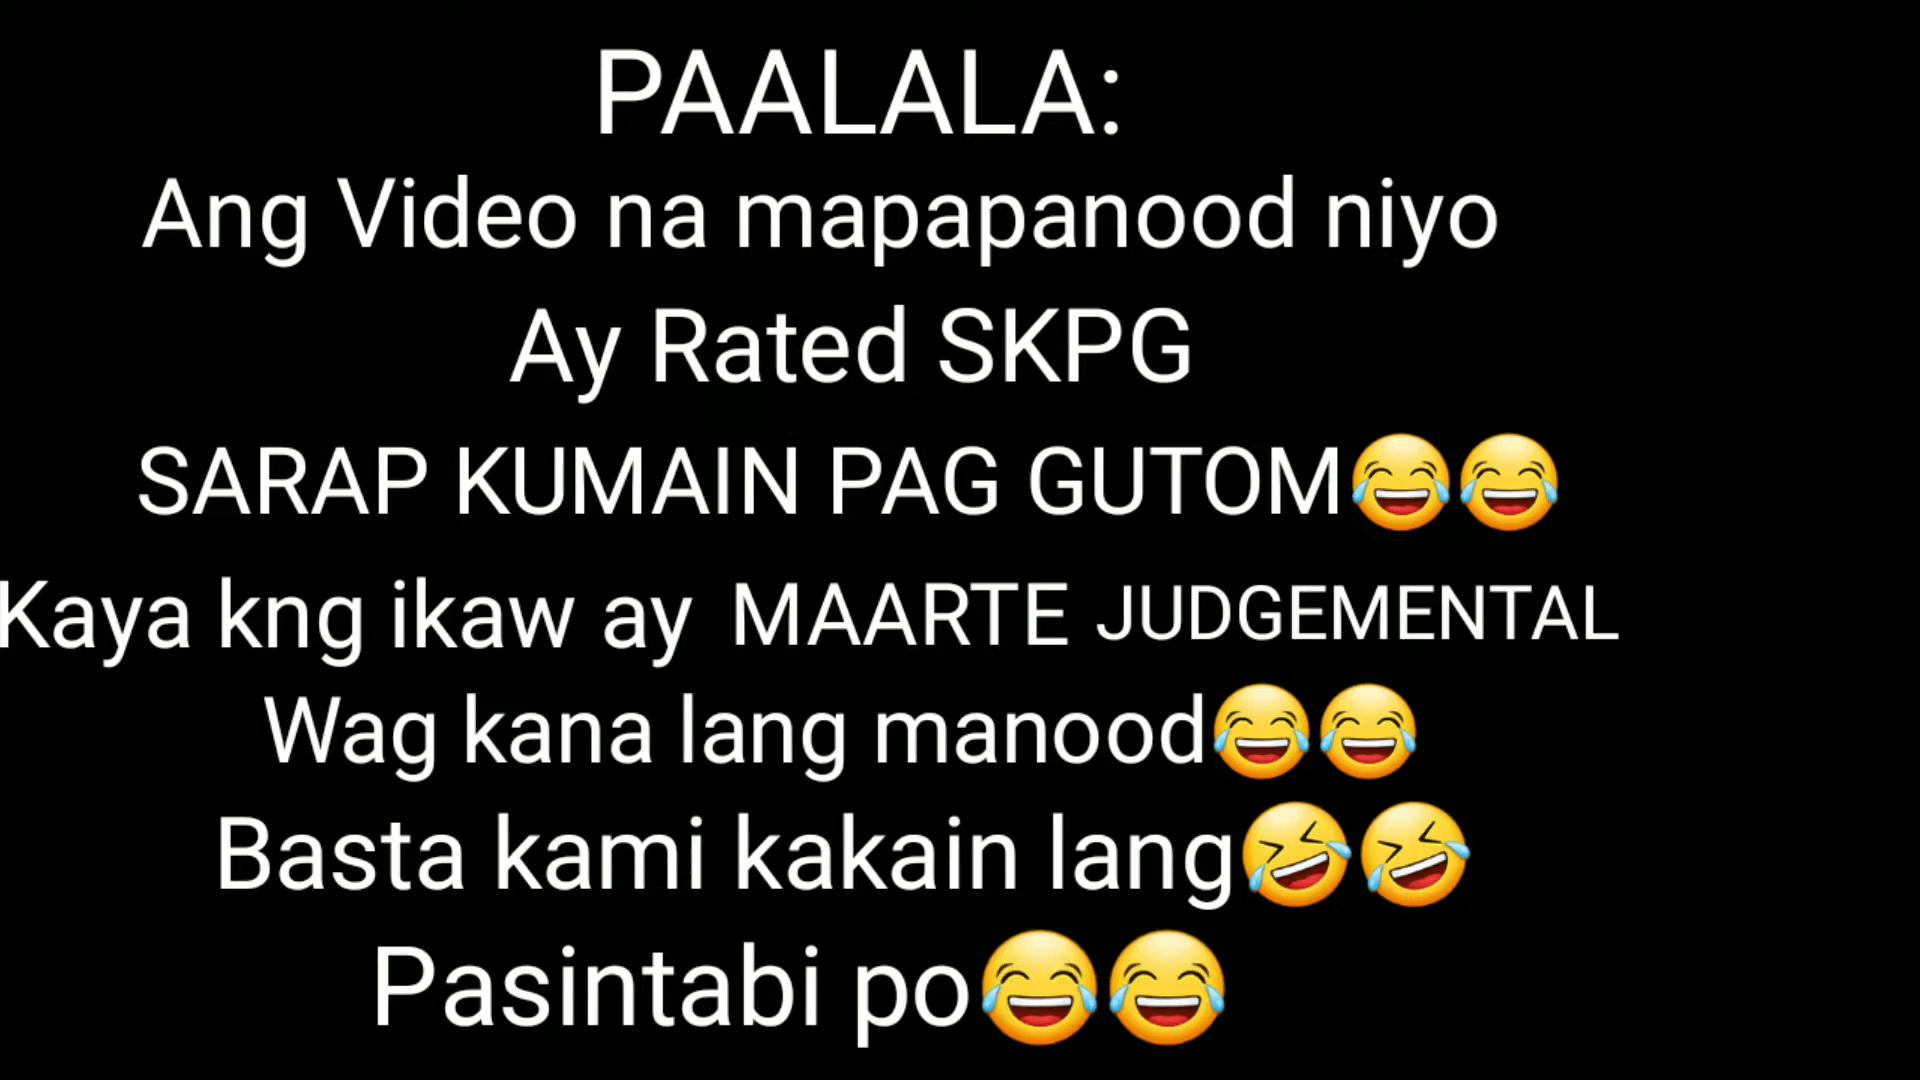 PAALALA:
Ang Video na mapapanood niyo
Ay Rated SKPG
SARAP KUMAIN PAG GUTOM😂😂
Kaya kng ikaw ay MAARTE JUDGEMENTAL
Wag kana lang manood😂😂
Basta kami kakain lang🤣🤣
Pasintabi po😂😂